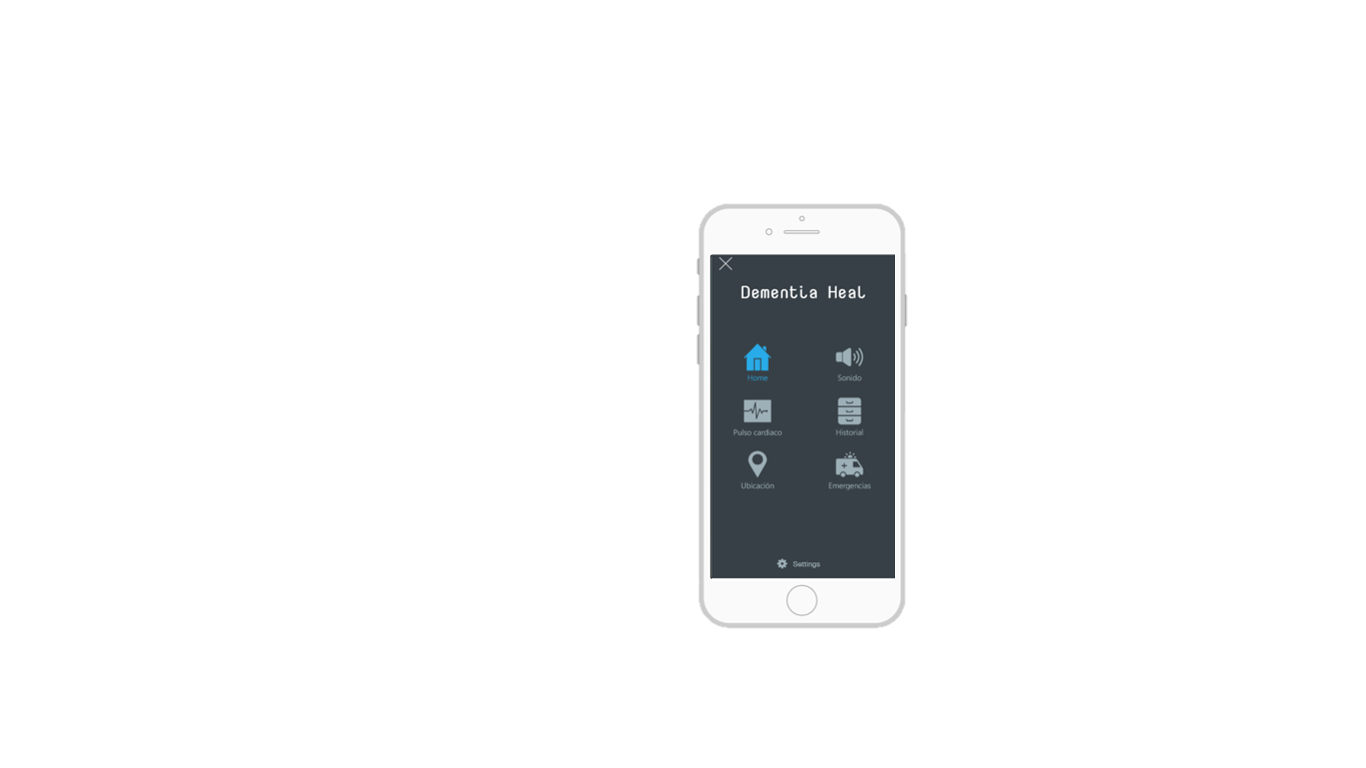 Dementia Heal
Home
Sonido
Pulso cardiaco
Historial
Ubicación
Emergencias
Settings